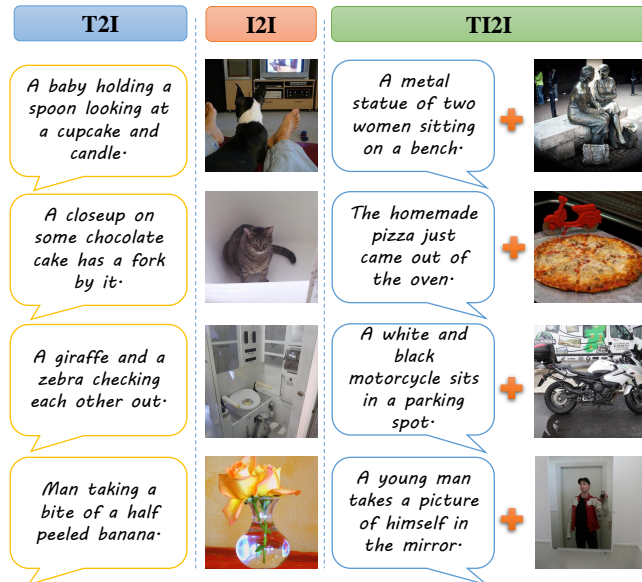 T2I
I2I
TI2I
A baby holding a
spoon looking at
a cupcake and
candle.
A metal
statue of two
women sitting
on a bench.
A closeup on
some chocolate
cake has a fork
by it.
The homemade
pizza just
came out of
the oven.
A giraffe and a
zebra checking
each other out.
A white and
black
motorcycle sits
in a parking
spot.
Man taking a
bite of a half
peeled banana.
A young man
takes a picture
of himself in
the mirror.